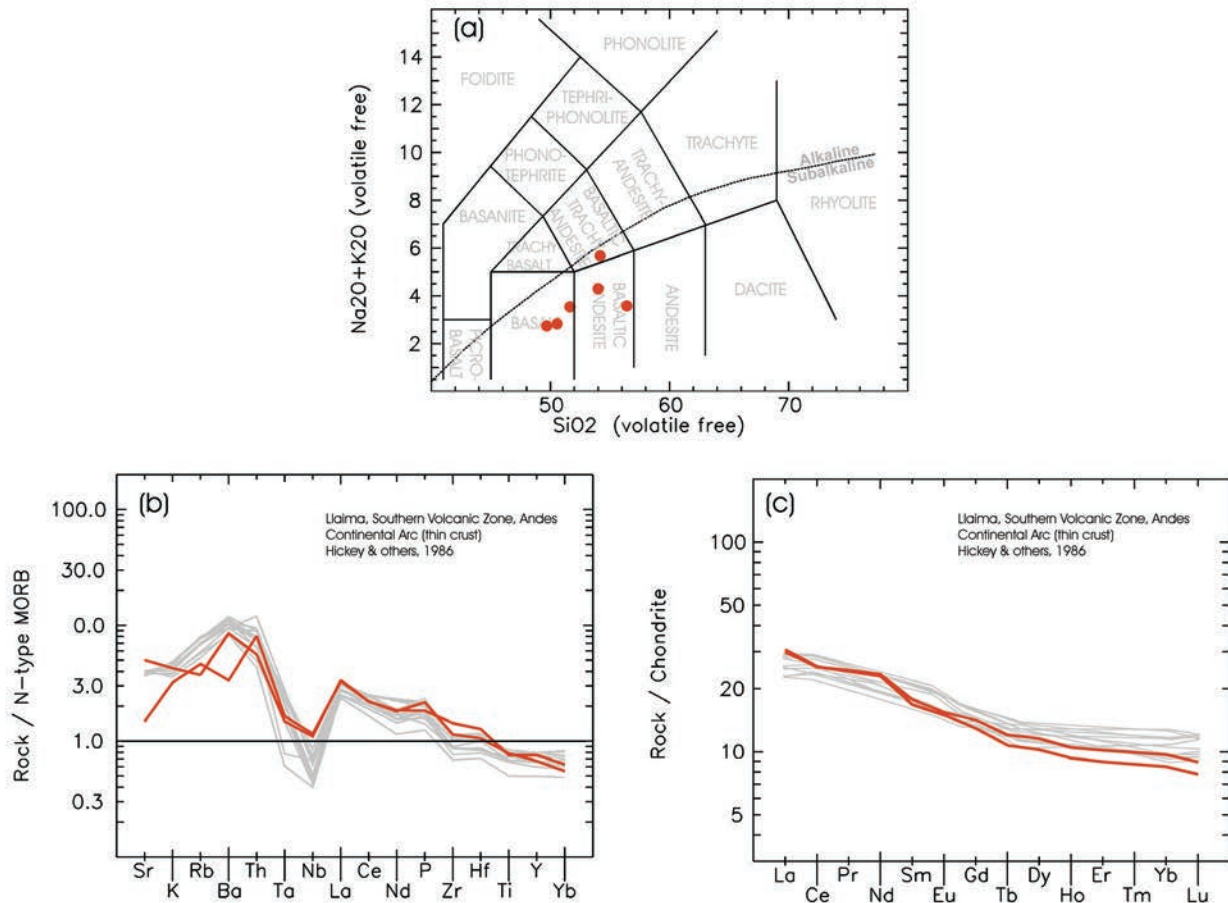 (a)
PHONOLITE
FOIDITE
TEPHRI-
PHONOLITE
TRACHYTE
PHONO-
TEPHRITE
TRACHY-
ANDESITE
Alkaline
Subalkaline
BASANITE
BASALTIC
TRACHY-
ANDESITE
RHYOLITE
TRACHY-
BASALT
PICRO-
BASALT
BASALT
BASALTIC
ANDESITE
ANDESITE
DACITE
Na2O+K2O (volatile free)
14
12
10
8
6
4
2
50 60 70
SiO2 (volatile free)
(b)
Llaima, Southern Volcanic Zone, Andes
Continental Arc (thin crust)
Hickey & others, 1986
Rock / N-type MORB
100.0
30.0
0.0
3.0
1.0
0.3
Sr Rb Th Nb Ce P Hf Y
K Ba Ta La Nd Zr Ti Yb
(c)
Llaima, Southern Volcanic Zone, Andes
Continental Arc (thin crust)
Hickey & others, 1986
Rock / Chondrite
100
50
20
10
5
La Pr Sm Gd Dy Er Yb
Ce Nd Eu Tb Ho Tm Lu